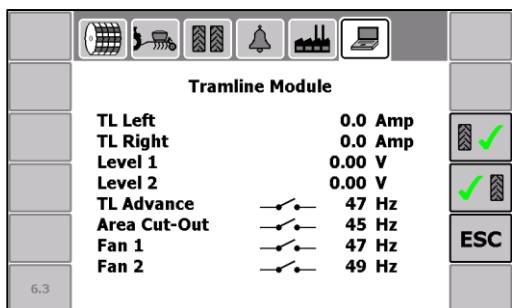 Tramline Module
TL Left 0.0 Amp
TL Right 0.0 Amp
Level 1 0.00 V
Level 2 0.00 V
TL Advance 47 Hz
Area Cut-Out 45 Hz
Fan 1 47 Hz
Fan 2 49 Hz
ESC
6.3